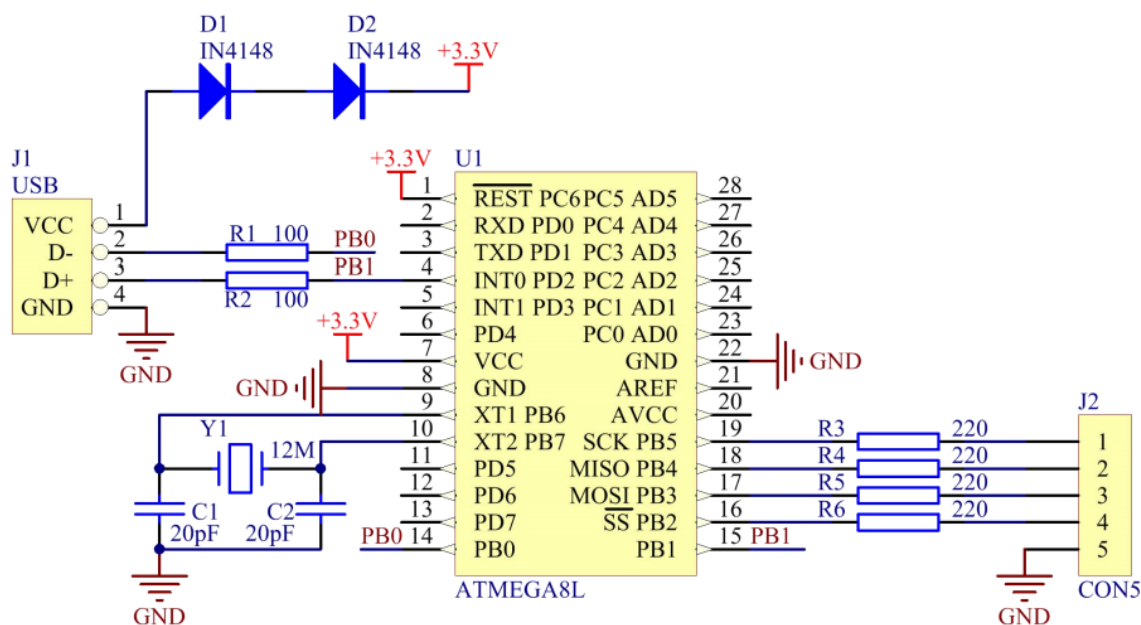 D1
IN4148
D2
IN4148
+3.3V
J1
USB
VCC 1
D- 2
D+ 3
GND 4
R1 100 PB0
PB1
R2 100
GND
+3.3V
+3.3V
GND
U1
1 REST PC6 PC5 AD5 28
2 RXD PD0 PC4 AD4 27
3 TXD PD1 PC3 AD3 26
4 INT0 PD2 PC2 AD2 25
5 INT1 PD3 PC1 AD1 24
6 PD4 PC0 AD0 23
7 VCC GND 22
8 GND AREF 21
9 XT1 PB6 AVCC 20
10 XT2 PB7 SCK PB5 19
11 PD5 MISO PB4 18
12 PD6 MOSI PB3 17
13 PD7 SS PB2 16
PB0 14 PB0 PB1 15 PB1
ATMEGA8L
GND
Y1
12M
C1 C2
20pF 20pF
GND
R3 220
R4 220
R5 220
R6 220
J2
1
2
3
4
5
CON5
GND